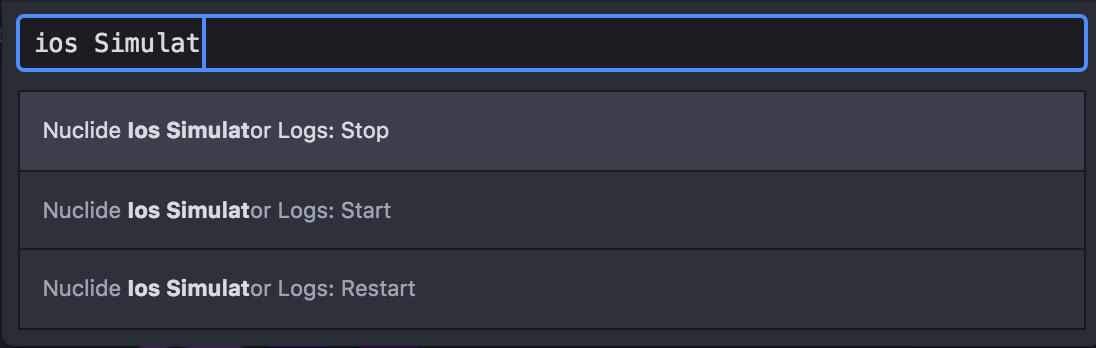 ios Simulat
Nuclide Ios Simulator Logs: Stop
Nuclide Ios Simulator Logs: Start
Nuclide Ios Simulator Logs: Restart